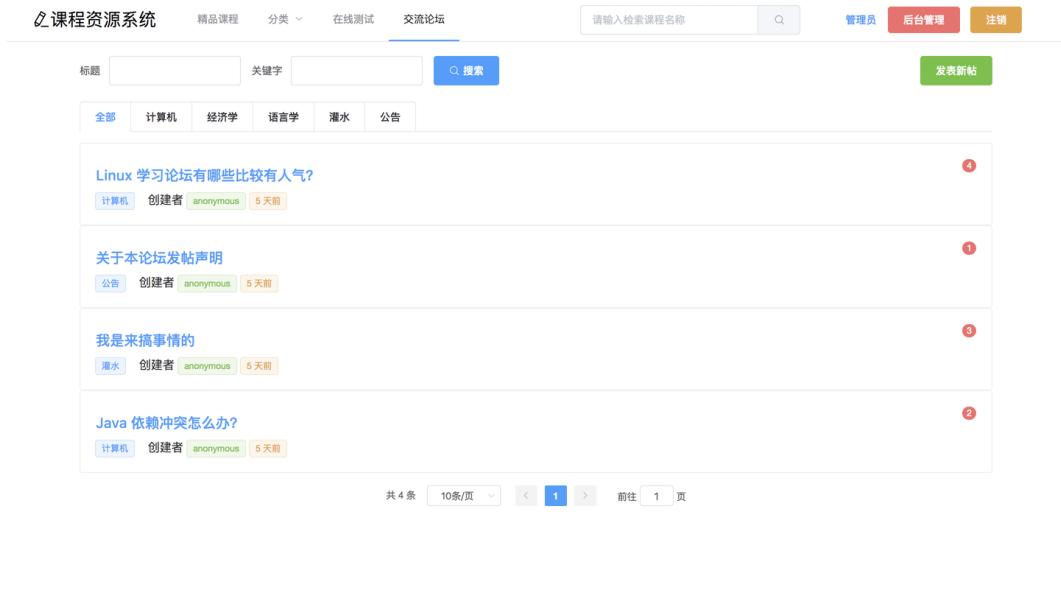 课程资源系统 精品课程 分类 在线测试 交流论坛 请输入检索课程名称 管理员 后台管理 注销
标题 关键字 搜索 发表新帖
全部 计算机 经济学 语言学 灌水 公告
Linux 学习论坛有哪些比较有人气? 4
计算机 创建者 anonymous 5 天前
关于本论坛发帖声明 1
公告 创建者 anonymous 5 天前
我是来搞事情的 3
灌水 创建者 anonymous 5 天前
Java 依赖冲突怎么办? 2
计算机 创建者 anonymous 5 天前
共 4 条 10条/页 1 前往 1 页